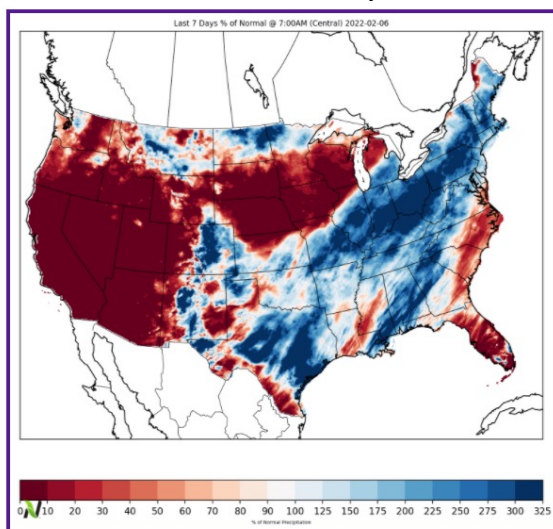 Last 7 Days % of Normal @ 7:00AM (Central) 2022-02-06
0 10 20 30 40 50 60 70 80 90 100 125 150 175 200 225 250 275 300 325
% of Normal Precipitation